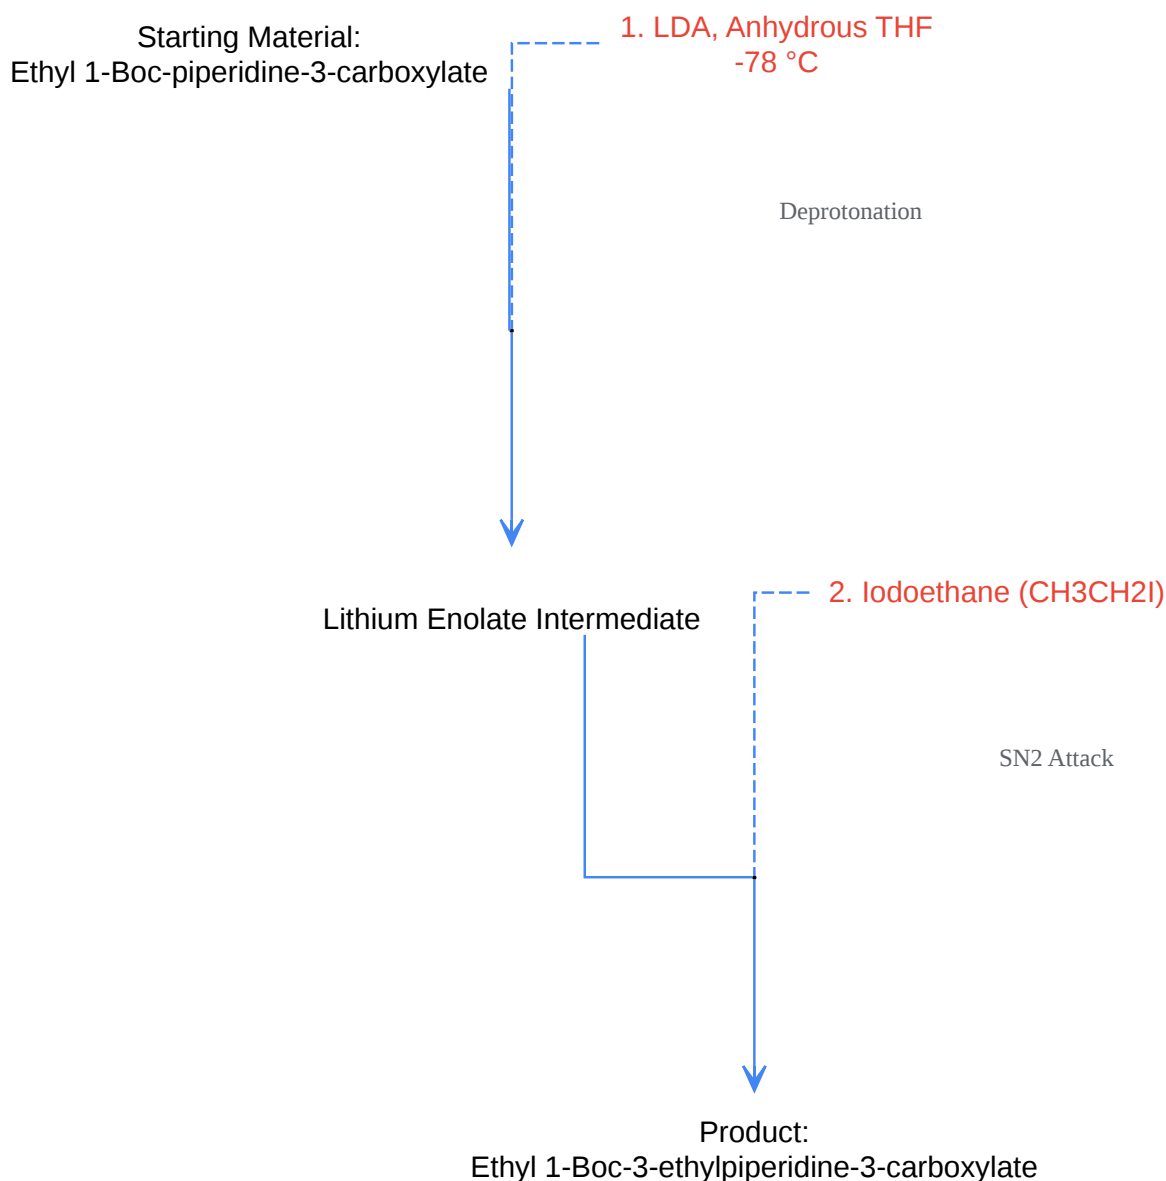 Starting Material:
Ethyl 1-Boc-piperidine-3-carboxylate
1. LDA, Anhydrous THF
-78 °C
Deprotonation
Lithium Enolate Intermediate
2. Iodoethane (CH3CH2I)
SN2 Attack
Product:
Ethyl 1-Boc-3-ethylpiperidine-3-carboxylate